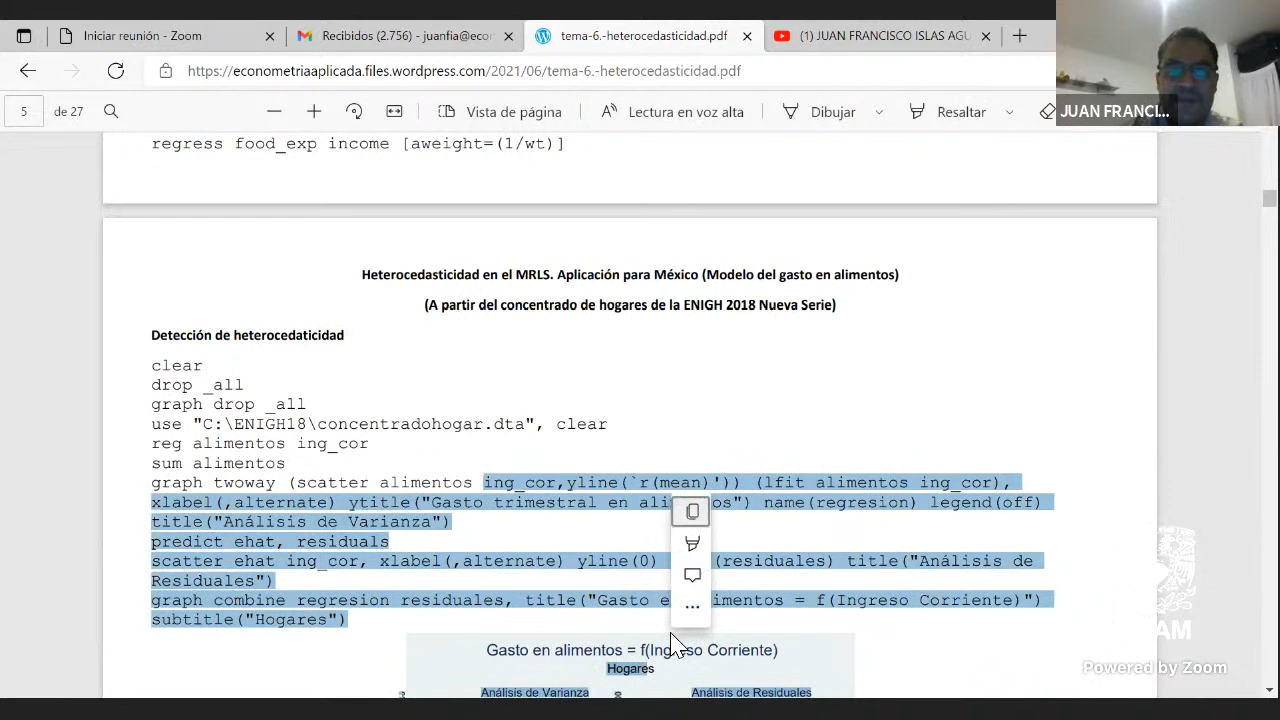 Iniciar reunión - Zoom
Recibidos (2.756) - juanfia@eco
tema-6.-heterocedasticidad.pdf
(1) JUAN FRANCISCO ISLAS AGU
https://econometriaaplicada.files.wordpress.com/2021/06/tema-6.-heterocedasticidad.pdf
5 de 27
Vista de página
Lectura en voz alta
Dibujar
Resaltar
JUAN FRANCI...
regress food_exp income [aweight=(1/wt)]
Heterocedasticidad en el MRLS. Aplicación para México (Modelo del gasto en alimentos)
(A partir del concentrado de hogares de la ENIGH 2018 Nueva Serie)
Detección de heterocedaticidad
clear
drop _all
graph drop _all
use "C:\ENIGH18\concentradohogar.dta", clear
reg alimentos ing_cor
sum alimentos
graph twoway (scatter alimentos ing_cor,yline(`r(mean)')) (lfit alimentos ing_cor),
xlabel(,alternate) ytitle("Gasto trimestral en ali os") name(regresion) legend(off)
title("Análisis de Varianza")
predict ehat, residuals
scatter ehat ing_cor, xlabel(,alternate) yline(0) (residuales) title("Análisis de
Residuales")
graph combine regresion residuales, title("Gasto e imentos = f(Ingreso Corriente)")
subtitle("Hogares")
Gasto en alimentos = f(Ingreso Corriente)
Hogares
Análisis de Varianza
Análisis de Residuales
Powered by Zoom